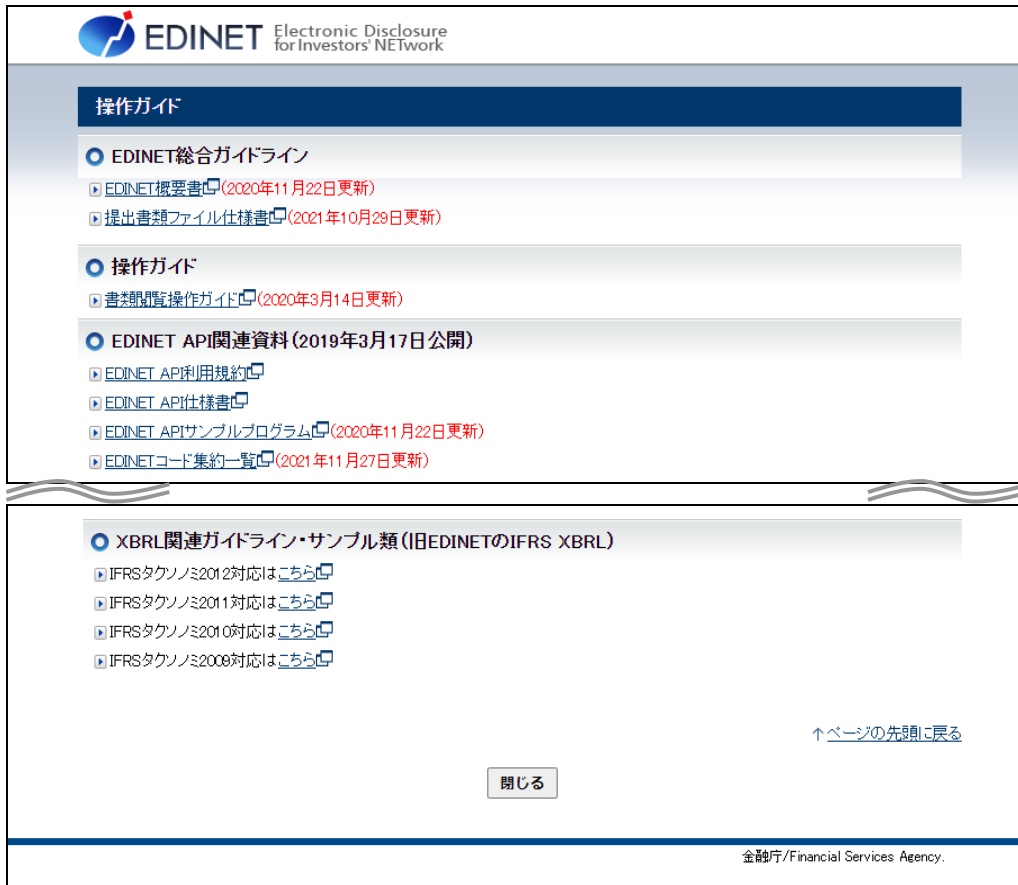 EDINET Electronic Disclosure
for Investors' NETwork
操作ガイド
EDINET総合ガイドライン
EDINET概要書(2020年11月22日更新)
提出書類ファイル仕様書(2021年10月29日更新)
操作ガイド
書類閲覧操作ガイド(2020年3月14日更新)
EDINET API関連資料(2019年3月17日公開)
EDINET API利用規約
EDINET API仕様書
EDINET APIサンプルプログラム(2020年11月22日更新)
EDINETコード集約一覧(2021年11月27日更新)
XBRL関連ガイドライン・サンプル類(旧EDINETのIFRS XBRL)
IFRSタクソノミ2012対応はこちら
IFRSタクソノミ2011対応はこちら
IFRSタクソノミ2010対応はこちら
IFRSタクソノミ2009対応はこちら
↑ページの先頭に戻る
閉じる
金融庁/Financial Services Agency.